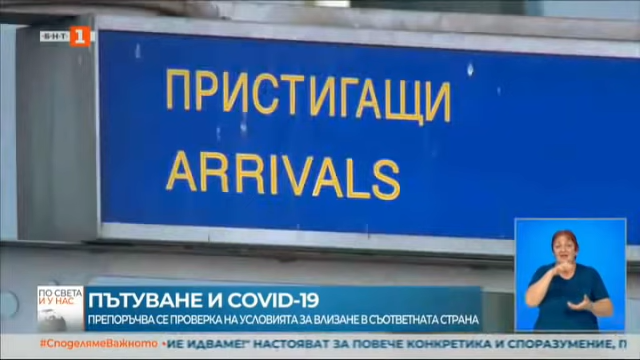 БНТ 1
ПРИСТИГАЩИ
ARRIVALS
ПО СВЕТА
И У НАС
ПЪТУВАНЕ И COVID-19
ПРЕПОРЪЧВА СЕ ПРОВЕРКА НА УСЛОВИЯТА ЗА ВЛИЗАНЕ В СЪОТВЕТНАТА СТРАНА
#СподелямеВажното •ИЕ ИДВАМЕ!" НАСТОЯВАТ ЗА ПОВЕЧЕ КОНКРЕТИКА И СПОРАЗУМЕНИЕ, П